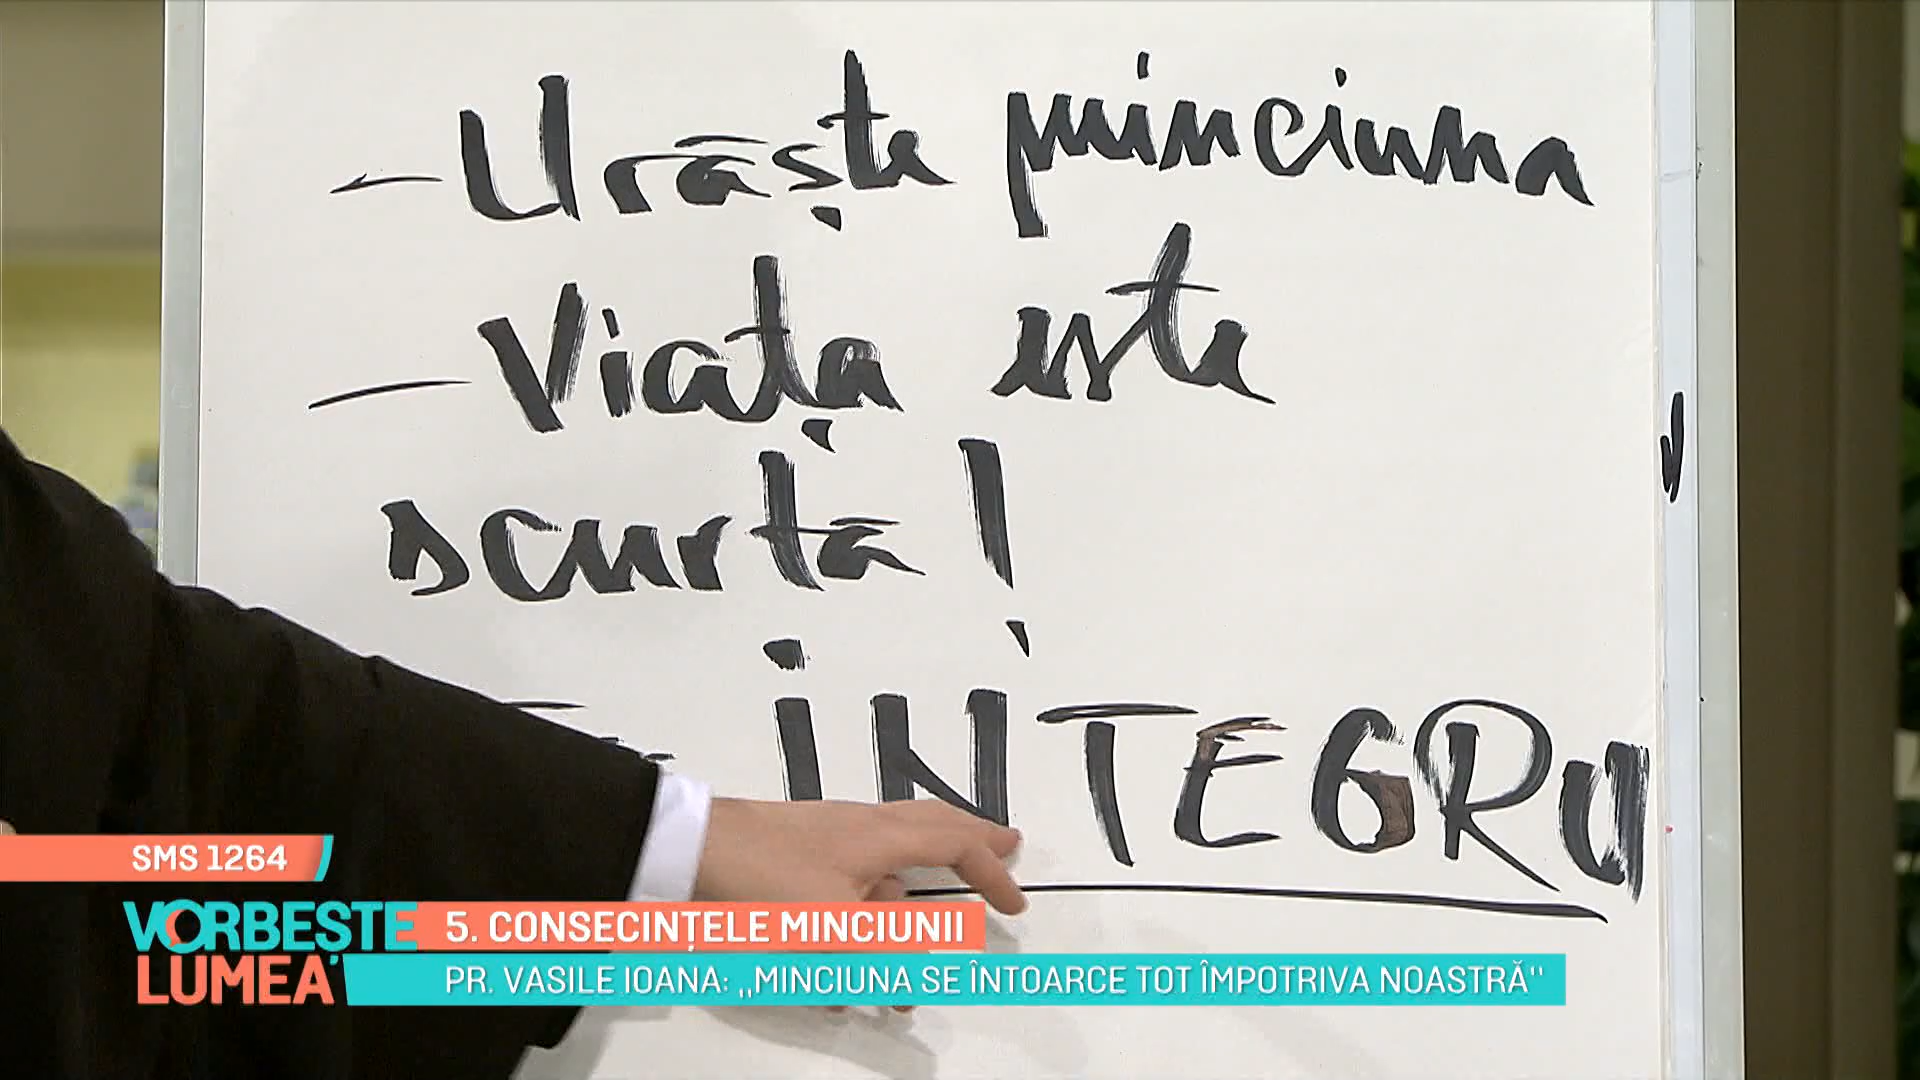 – Urăște minciuna
– Viața este
scurtă!
INTEGRU
SMS 1264
VORBEȘTE
LUMEA
5. CONSECINȚELE MINCIUNII
PR. VASILE IOANA: „MINCIUNA SE ÎNTOARCE TOT ÎMPOTRIVA NOASTRĂ"